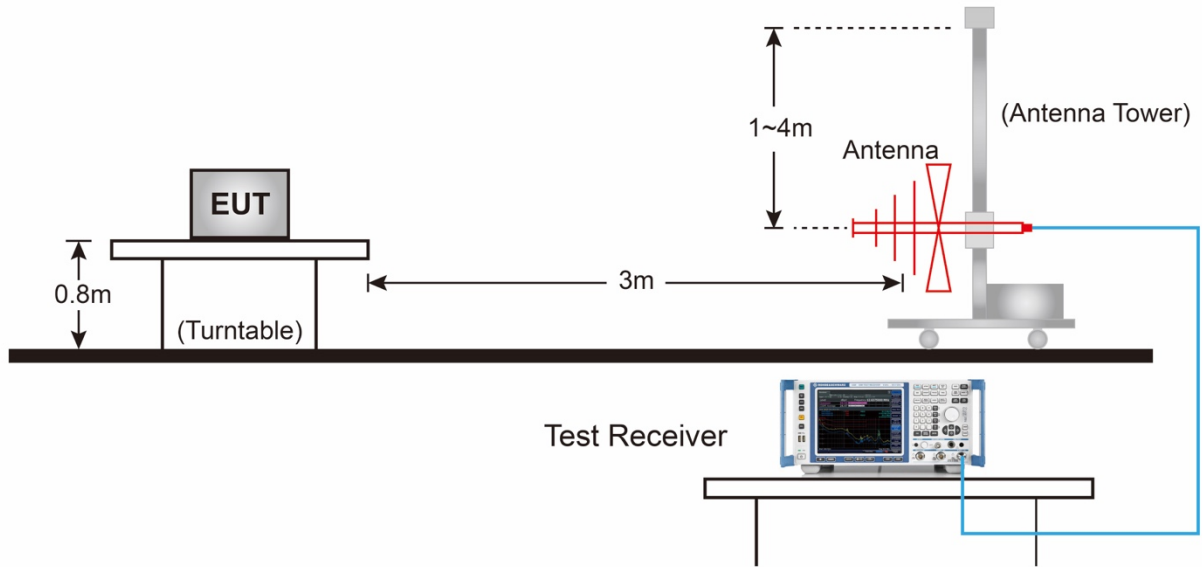 1~4m
(Antenna Tower)
Antenna
EUT
0.8m
3m
(Turntable)
Test Receiver